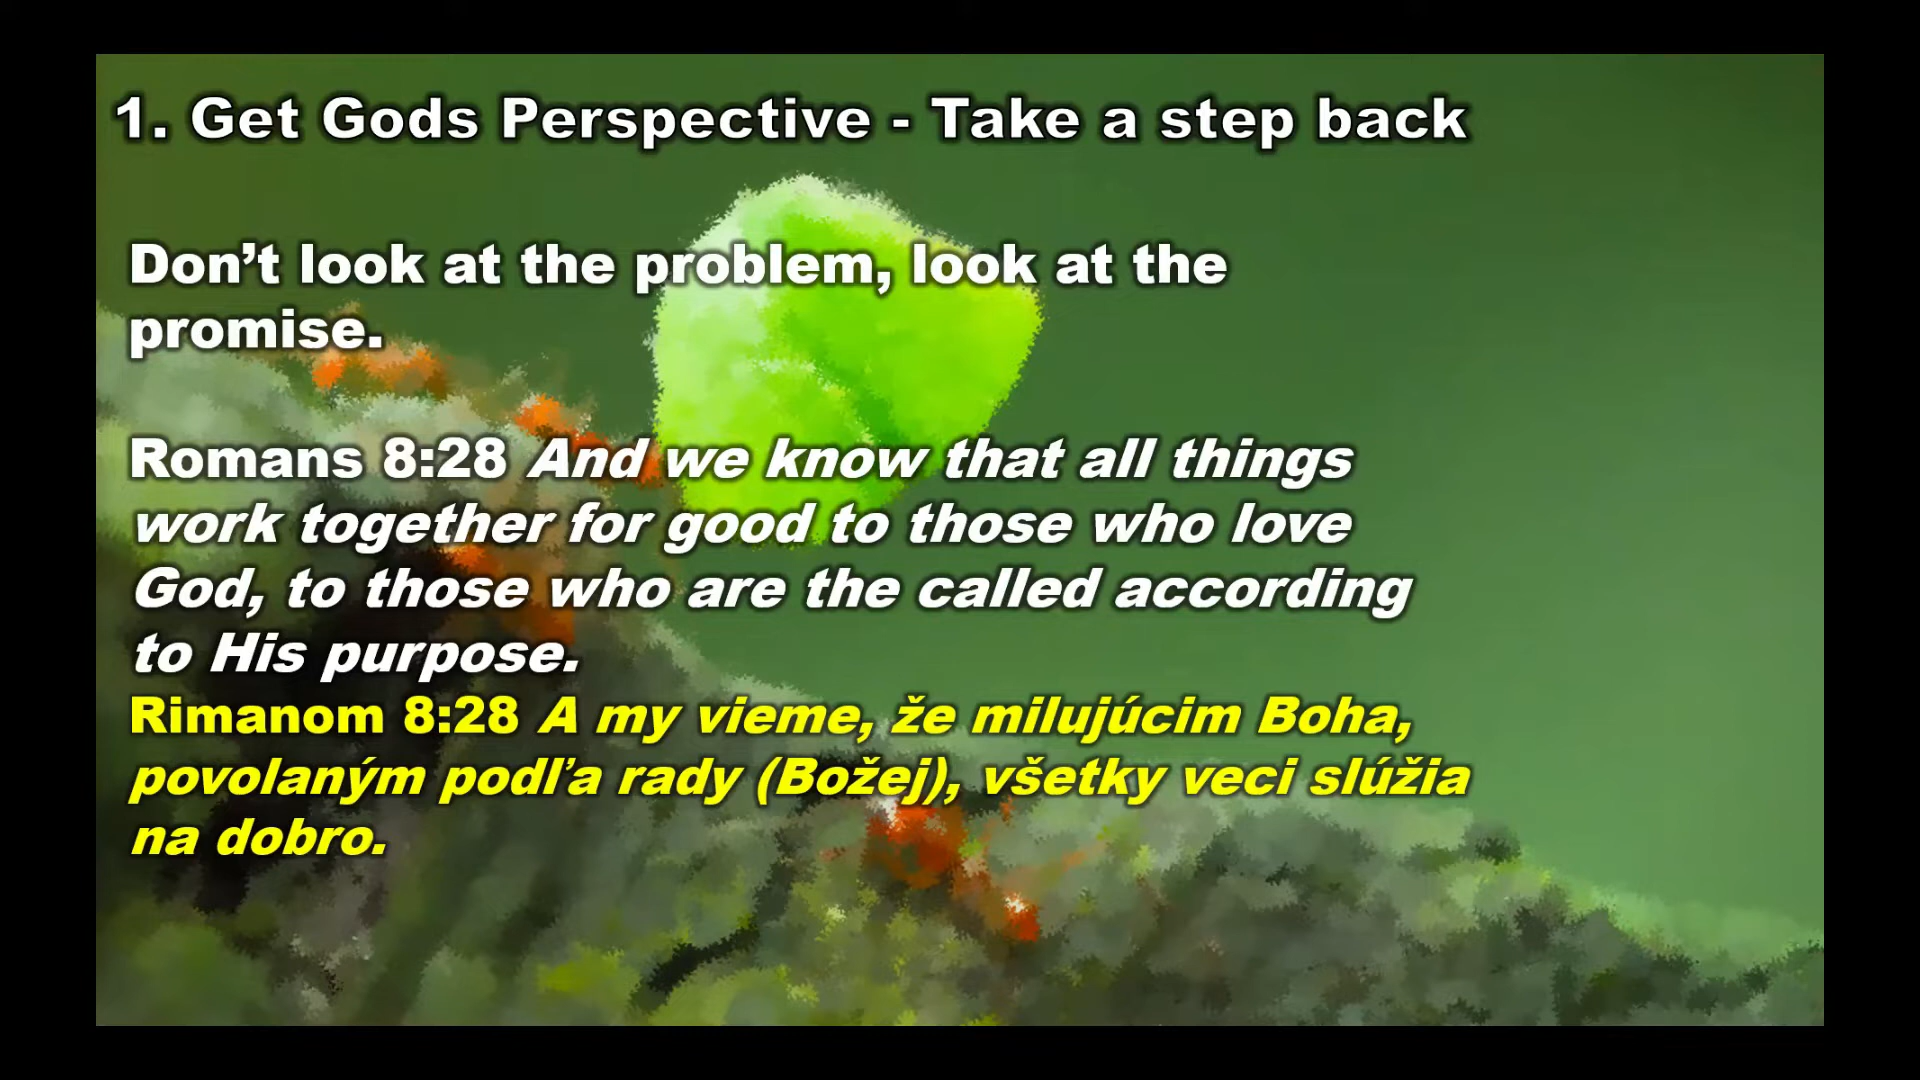 1. Get Gods Perspective - Take a step back
Don’t look at the problem, look at the
promise.
Romans 8:28 And we know that all things
work together for good to those who love
God, to those who are the called according
to His purpose.
Rimanom 8:28 A my vieme, že milujúcim Boha,
povolaným podľa rady (Božej), všetky veci slúžia
na dobro.